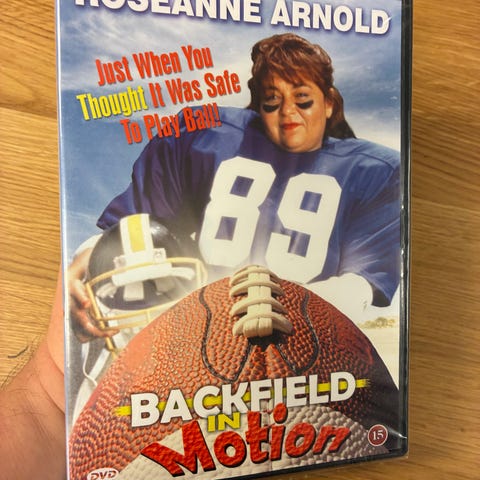 ROSEANNE ARNOLD
Just When You
Thought It Was Safe
To Play Ball!
89
BACKFIELD
IN
Motion
15
DVD